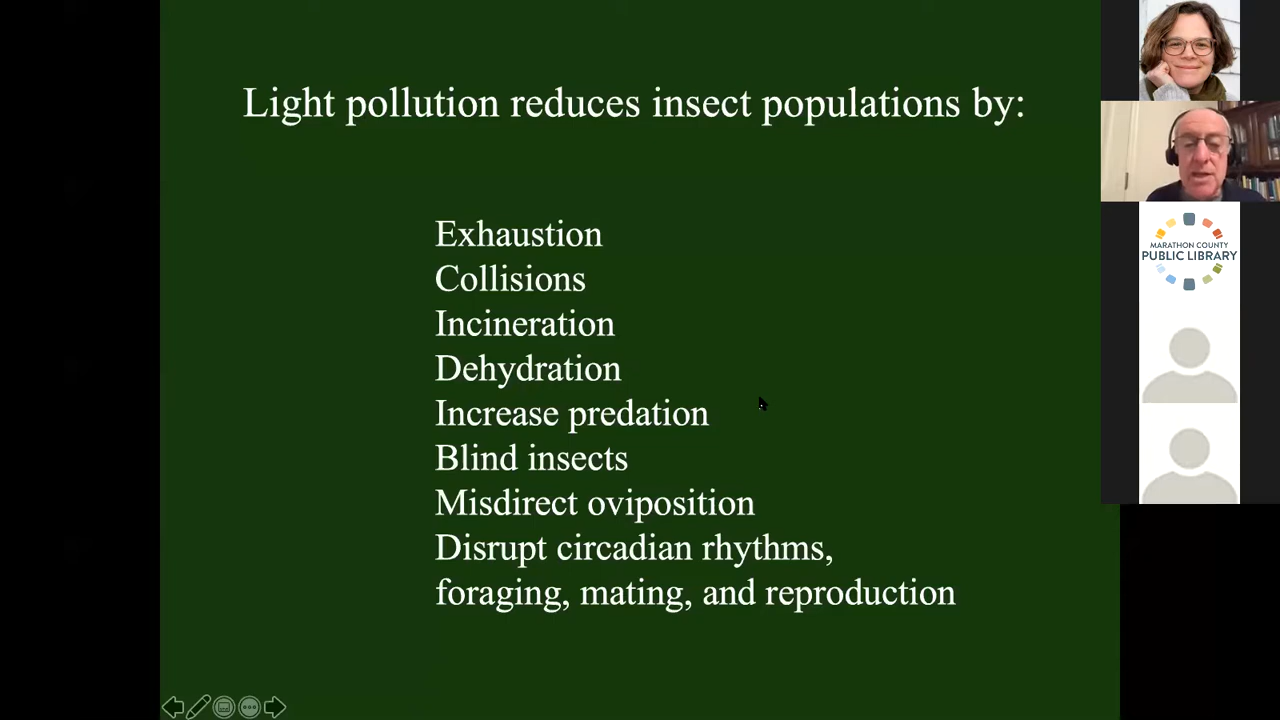 Light pollution reduces insect populations by:
Exhaustion
Collisions
Incineration
Dehydration
Increase predation
Blind insects
Misdirect oviposition
Disrupt circadian rhythms,
foraging, mating, and reproduction
MARATHON COUNTY
PUBLIC LIBRARY